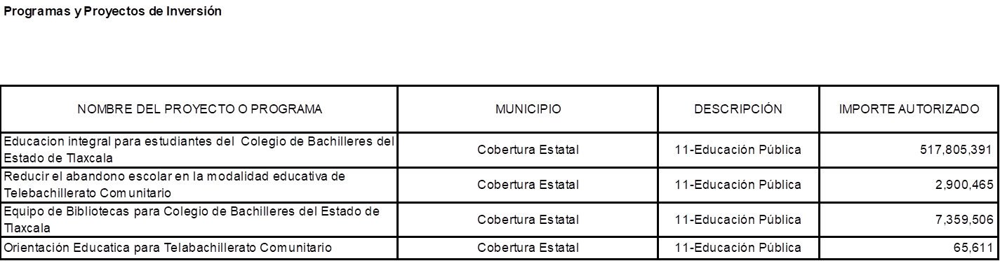 Programas y Proyectos de Inversión
NOMBRE DEL PROYECTO O PROGRAMA MUNICIPIO DESCRIPCIÓN IMPORTE AUTORIZADO
Educacion integral para estudiantes del Colegio de Bachilleres del
Estado de Tlaxcala
Cobertura Estatal 11-Educación Pública 517,805,391
Reducir el abandono escolar en la modalidad educativa de
Telebachillerato Comunitario
Cobertura Estatal 11-Educación Pública 2,900,465
Equipo de Bibliotecas para Colegio de Bachilleres del Estado de
Tlaxcala
Cobertura Estatal 11-Educación Pública 7,359,506
Orientación Educatica para Telabachillerato Comunitario Cobertura Estatal 11-Educación Pública 65,611